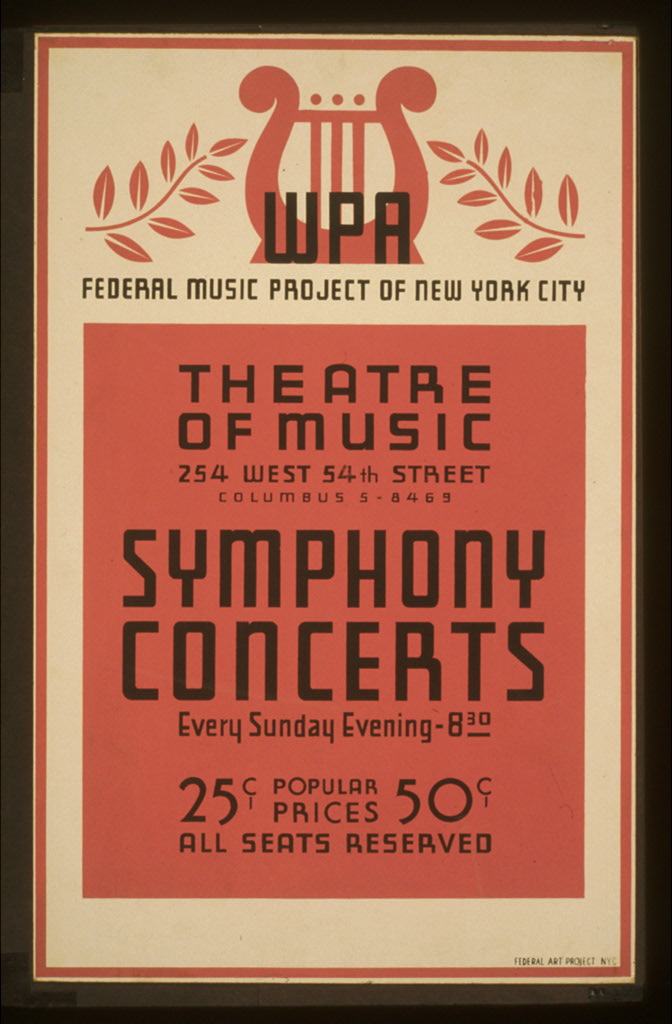 WPA
FEDERAL MUSIC PROJECT OF NEW YORK CITY
THEATRE
OF MUSIC
254 WEST 54th STREET
COLUMBUS 5-8469
SYMPHONY
CONCERTS
Every Sunday Evening-8³⁰
25¢ POPULAR PRICES 50¢
ALL SEATS RESERVED
FEDERAL ART PROJECT NYC